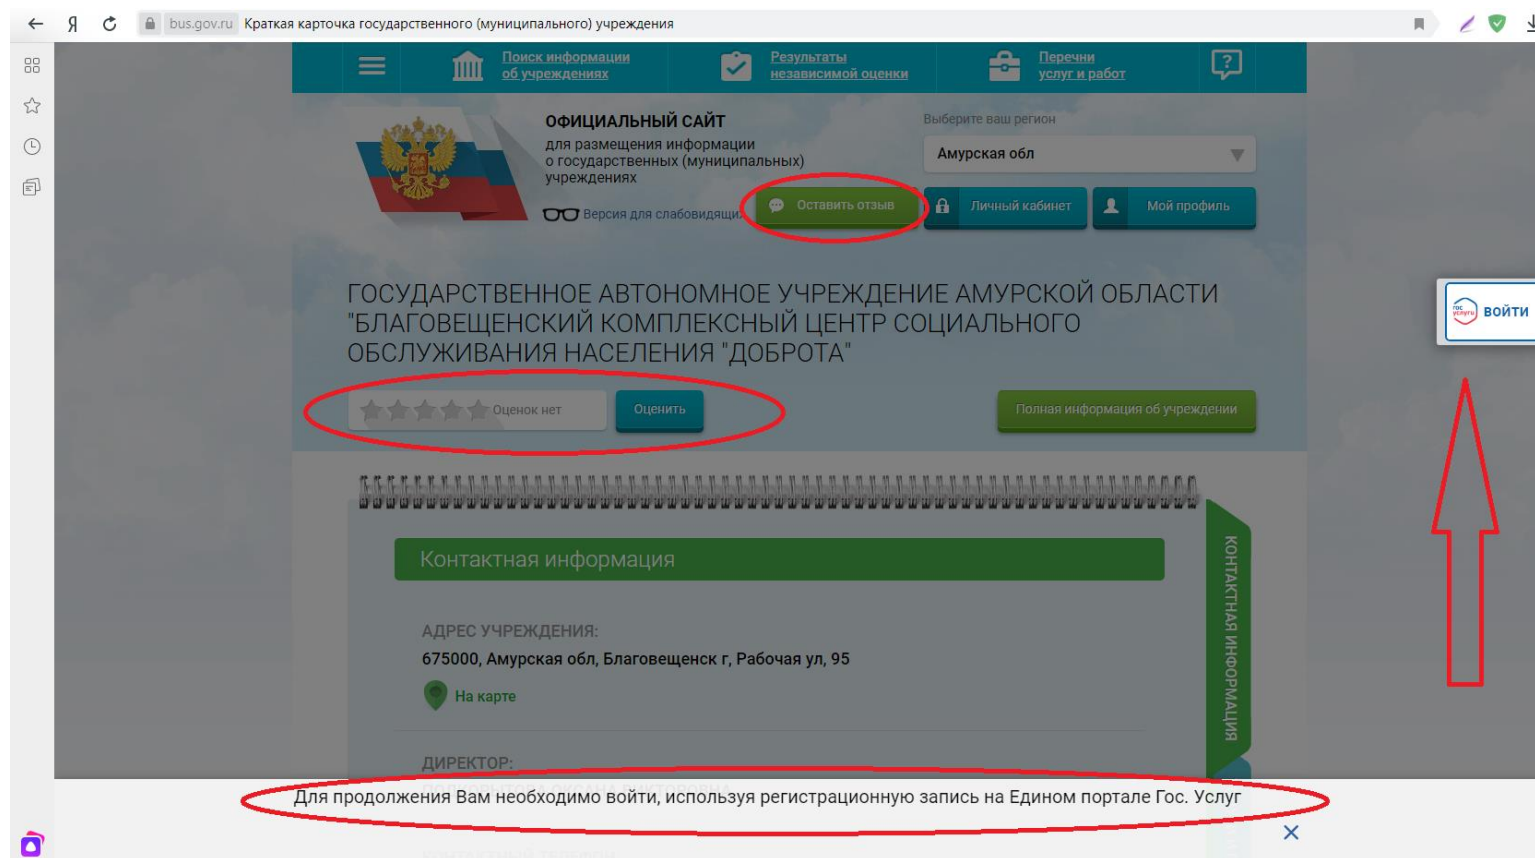 Я
bus.gov.ru Краткая карточка государственного (муниципального) учреждения
Поиск информации
об учреждениях
Результаты
независимой оценки
Перечни
услуг и работ
?
ОФИЦИАЛЬНЫЙ САЙТ
для размещения информации
о государственных (муниципальных)
учреждениях
Версия для слабовидящи
Выберите ваш регион
Амурская обл
Оставить отзыв
Личный кабинет
Мой профиль
ГОСУДАРСТВЕННОЕ АВТОНОМНОЕ УЧРЕЖДЕНИЕ АМУРСКОЙ ОБЛАСТИ
"БЛАГОВЕЩЕНСКИЙ КОМПЛЕКСНЫЙ ЦЕНТР СОЦИАЛЬНОГО
ОБСЛУЖИВАНИЯ НАСЕЛЕНИЯ "ДОБРОТА"
гос
услуги
ВОЙТИ
Оценок нет
Оценить
Полная информация об учреждении
Контактная информация
КОНТАКТНАЯ ИНФОРМАЦИЯ
АДРЕС УЧРЕЖДЕНИЯ:
675000, Амурская обл, Благовещенск г, Рабочая ул, 95
На карте
ДИРЕКТОР:
Для продолжения Вам необходимо войти, используя регистрационную запись на Едином портале Гос. Услуг